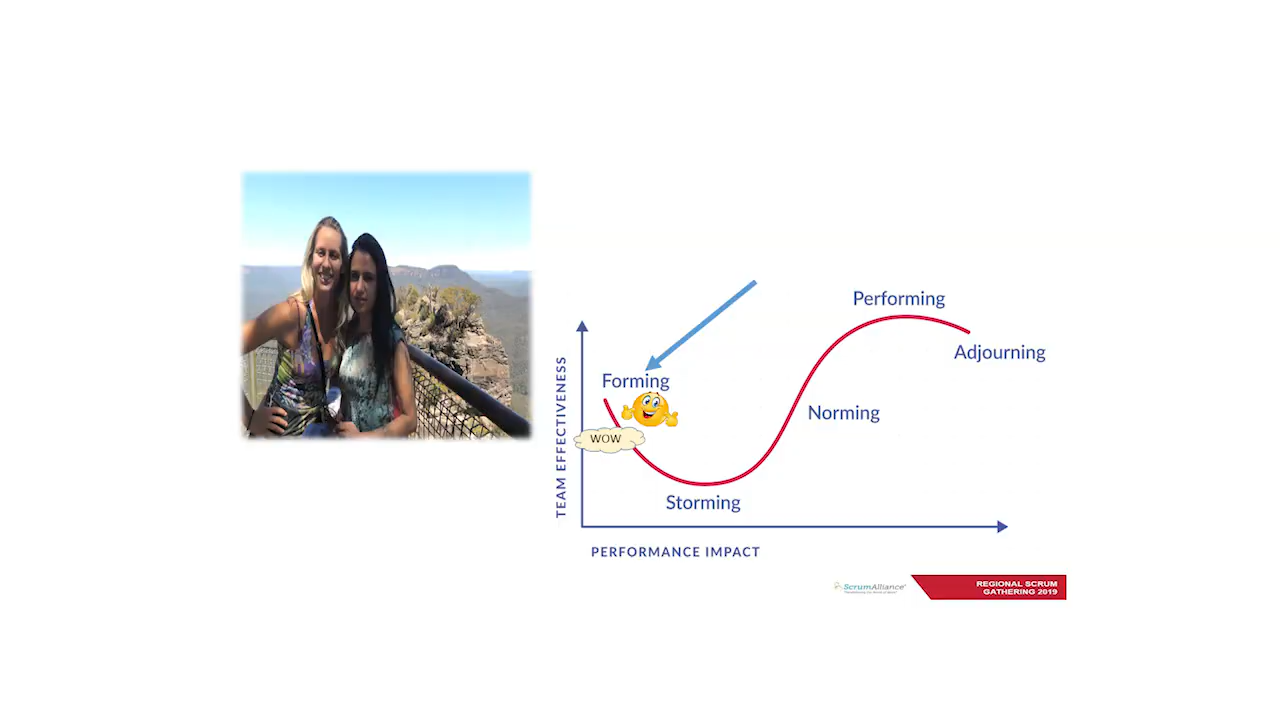 Performing
Adjourning
Forming
Norming
WOW
Storming
TEAM EFFECTIVENESS
PERFORMANCE IMPACT
ScrumAlliance
REGIONAL SCRUM
GATHERING 2019